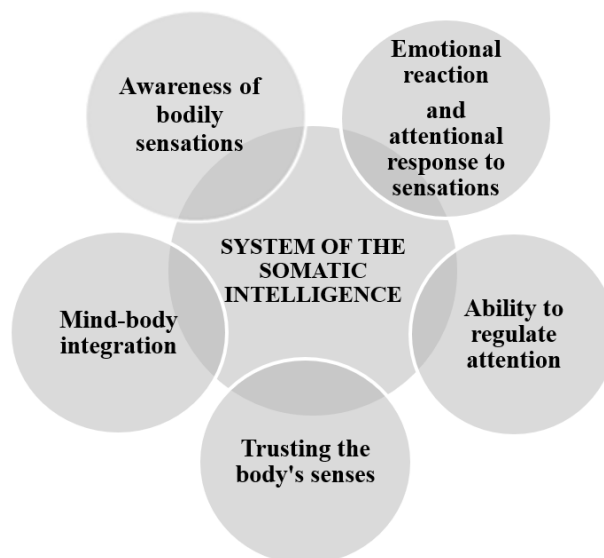 Awareness of
bodily
sensations
Emotional
reaction
and
attentional
response to
sensations
SYSTEM OF THE
SOMATIC
INTELLIGENCE
Mind-body
integration
Ability to
regulate
attention
Trusting the
body's senses